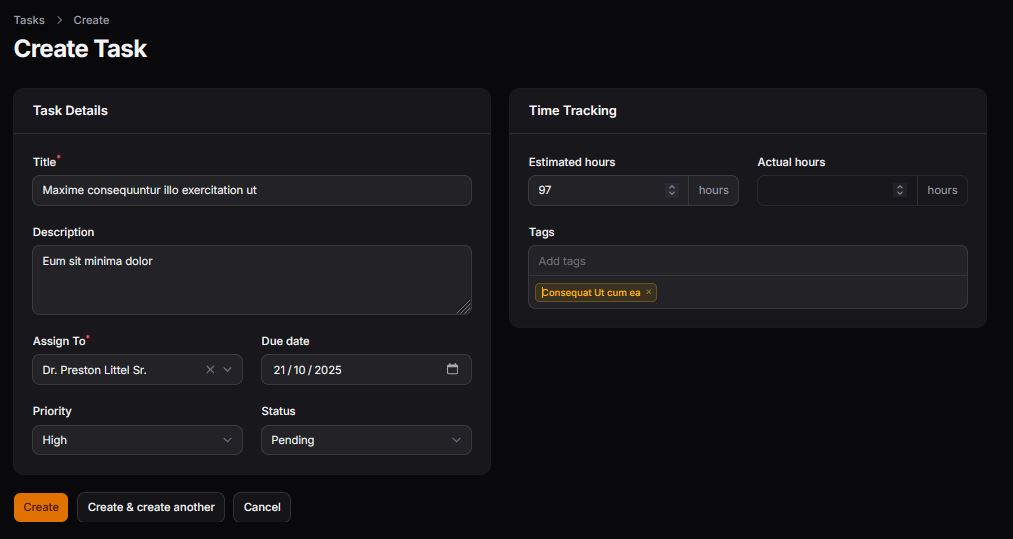 Tasks > Create
Create Task
Task Details
Title*
Maxime consequuntur illo exercitation ut
Description
Eum sit minima dolor
Assign To* Due date
Dr. Preston Littel Sr. × 21 / 10 / 2025
Priority Status
High Pending
Time Tracking
Estimated hours Actual hours
97 hours hours
Tags
Add tags
Consequat Ut cum ea ×
Create Create & create another Cancel